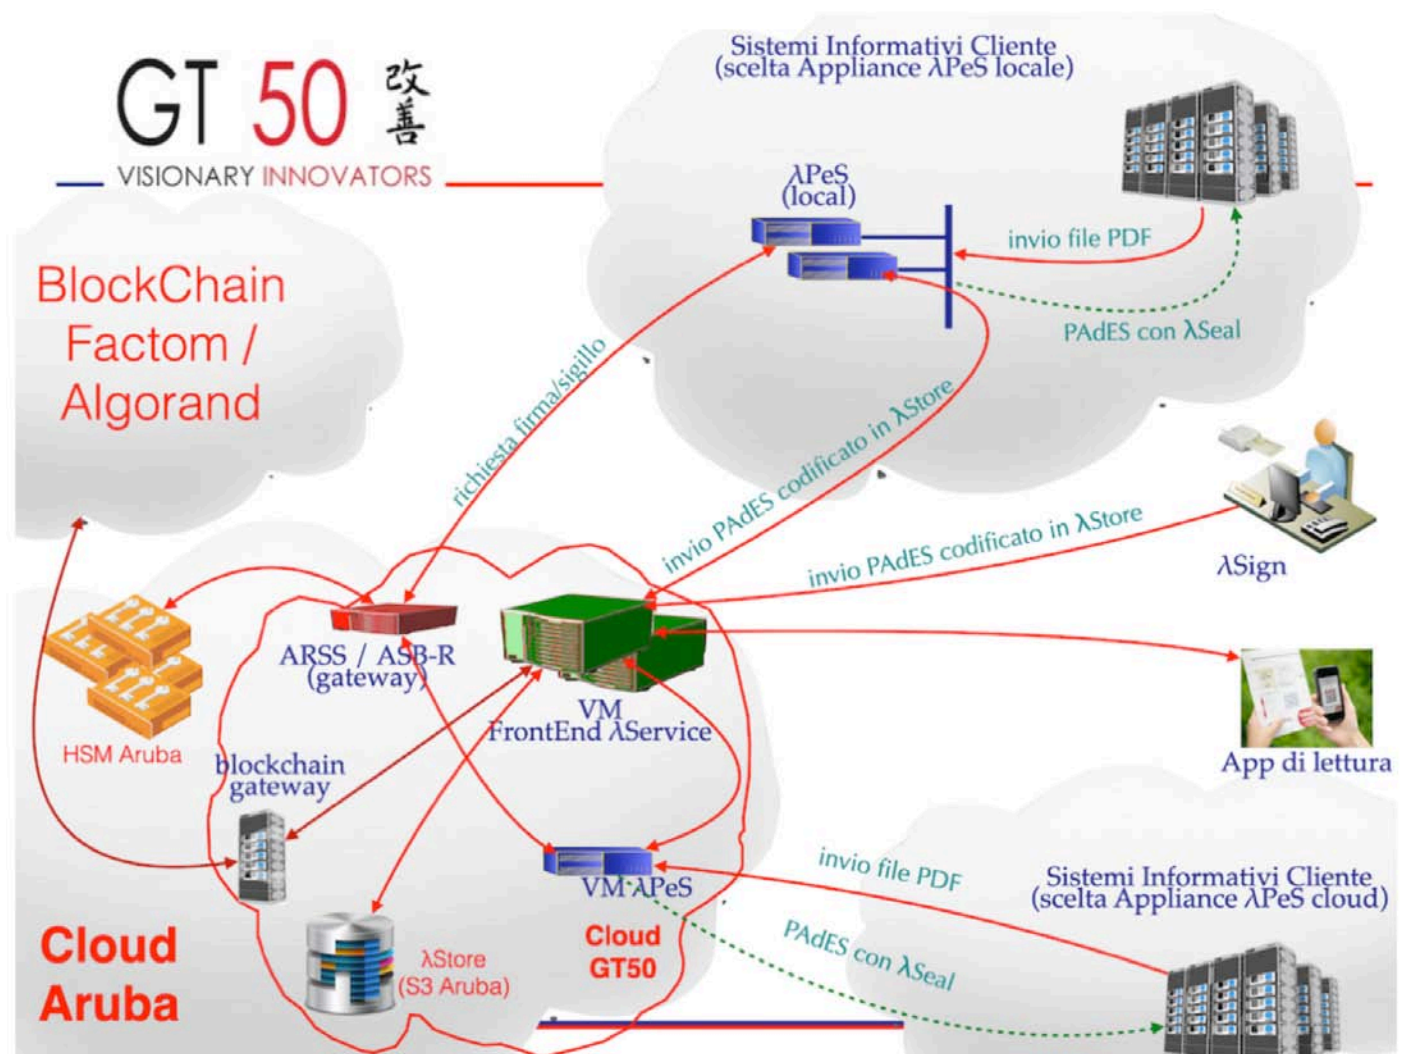 GT 50 改善
VISIONARY INNOVATORS
Sistemi Informativi Cliente
(scelta Appliance λPeS locale)
λPeS
(local)
invio file PDF
PAdES con λSeal
BlockChain
Factom /
Algorand
richiesta firma/sigillo
invio PAdES codificato in λStore
invio PAdES codificato in λStore
λSign
ARSS / ASB-R
(gateway)
VM
FrontEnd λService
HSM Aruba
blockchain
gateway
App di lettura
VM λPeS
invio file PDF
Sistemi Informativi Cliente
(scelta Appliance λPeS cloud)
PAdES con λSeal
Cloud
Aruba
λStore
(S3 Aruba)
Cloud
GT50